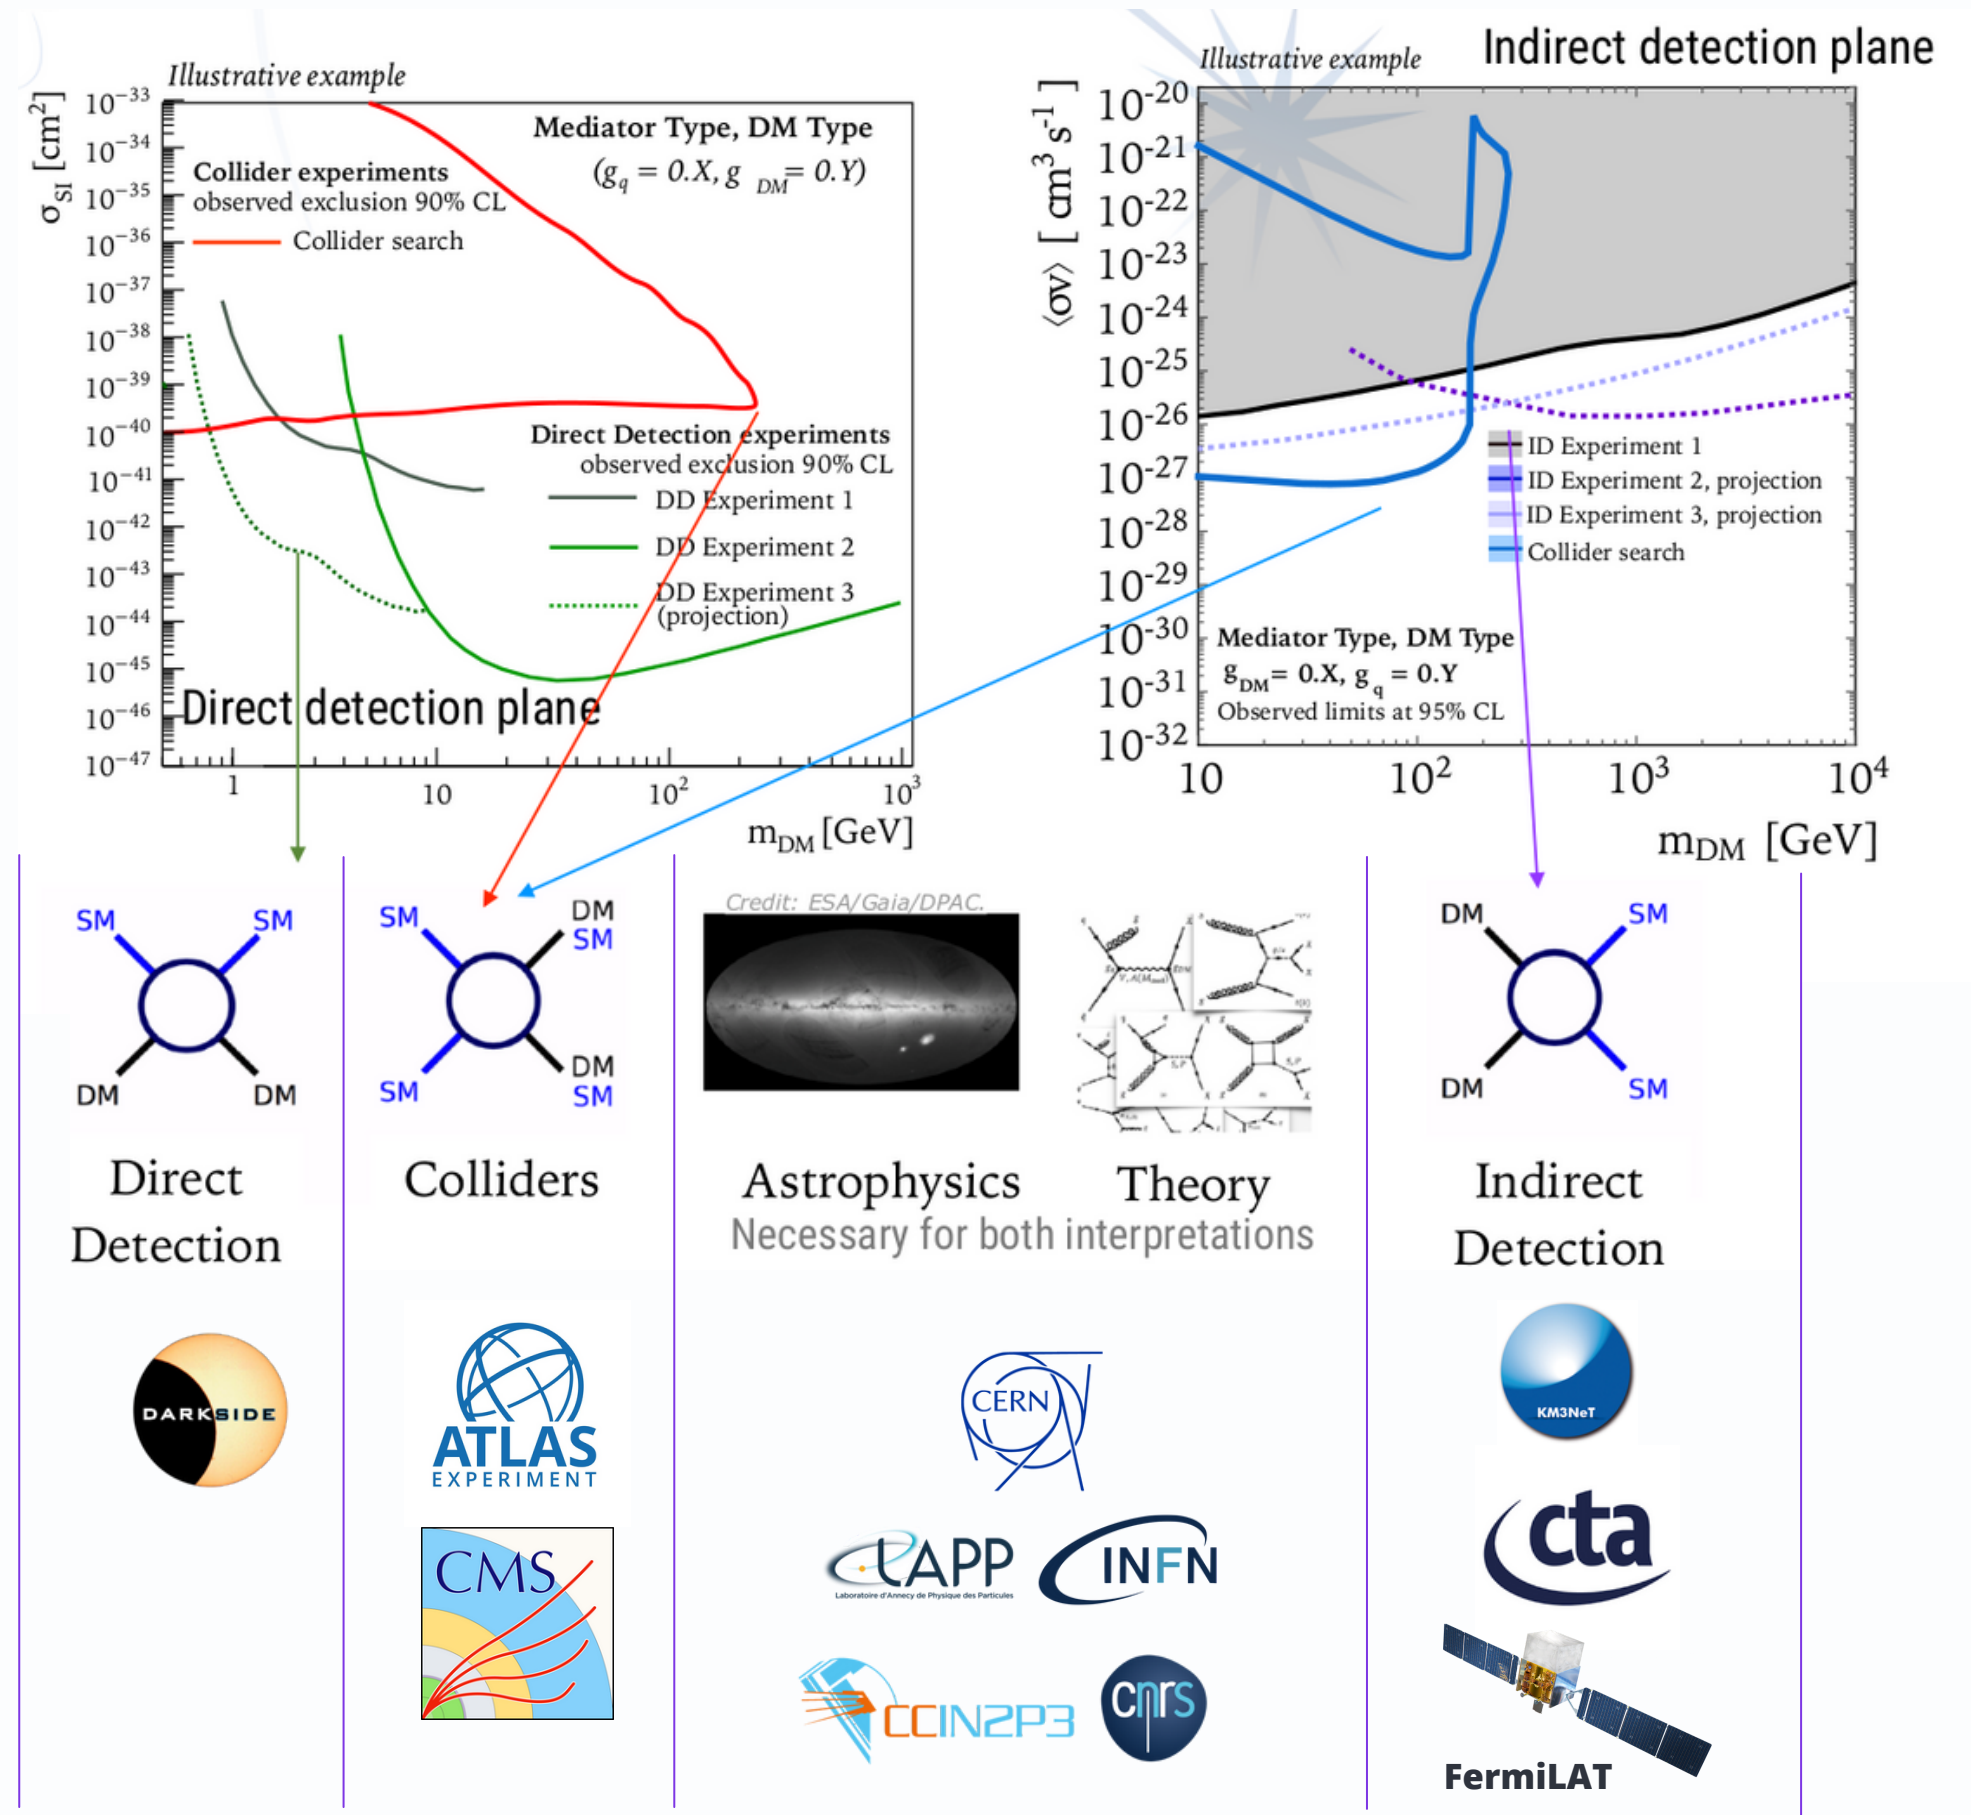 Illustrative example
σSI [cm²]
10⁻³³
10⁻³⁴
10⁻³⁵
10⁻³⁶
10⁻³⁷
10⁻³⁸
10⁻³⁹
10⁻⁴⁰
10⁻⁴¹
10⁻⁴²
10⁻⁴³
10⁻⁴⁴
10⁻⁴⁵
10⁻⁴⁶
10⁻⁴⁷
Mediator Type, DM Type
(gq = 0.X, g DM= 0.Y)
Collider experiments
observed exclusion 90% CL
Collider search
Direct Detection experiments
observed exclusion 90% CL
DD Experiment 1
DD Experiment 2
DD Experiment 3
(projection)
Direct detection plane
1
10
10²
10³
mDM [GeV]
Illustrative example
Indirect detection plane
⟨σv⟩ [ cm³ s⁻¹ ]
10⁻²⁰
10⁻²¹
10⁻²²
10⁻²³
10⁻²⁴
10⁻²⁵
10⁻²⁶
10⁻²⁷
10⁻²⁸
10⁻²⁹
10⁻³⁰
10⁻³¹
10⁻³²
ID Experiment 1
ID Experiment 2, projection
ID Experiment 3, projection
Collider search
Mediator Type, DM Type
gDM= 0.X, gq = 0.Y
Observed limits at 95% CL
10
10²
10³
10⁴
mDM [GeV]
SM
SM
DM
DM
Direct
Detection
DARKSIDE
SM
DM
SM
SM
DM
SM
Colliders
ATLAS
EXPERIMENT
CMS
Credit: ESA/Gaia/DPAC.
Astrophysics
Theory
Necessary for both interpretations
CERN
LAPP
Laboratoire d'Annecy de Physique des Particules
INFN
CCIN2P3
cnrs
DM
SM
DM
SM
Indirect
Detection
KM3NeT
cta
FermiLAT